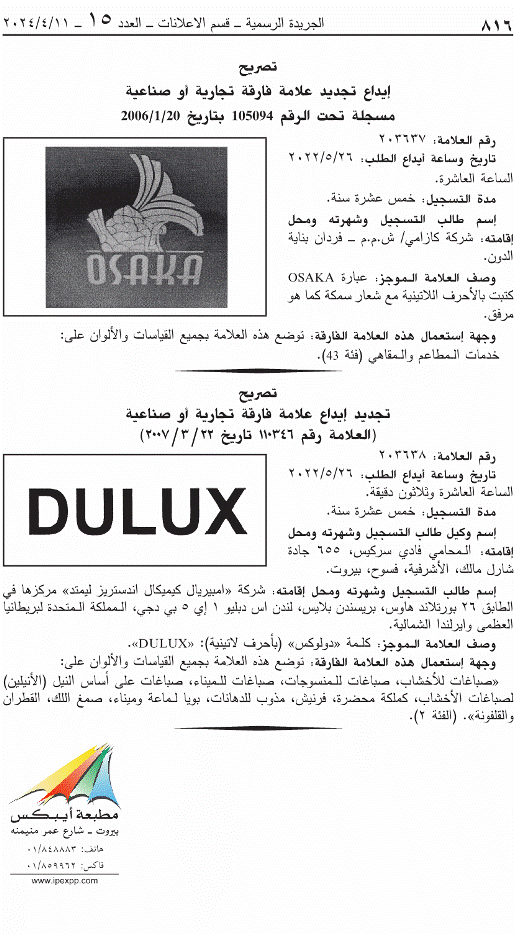 ٨١٦
الجريدة الرسمية ــ قسم الاعلانات ــ العدد ١٥ ــ ٢٠٢٤/٤/١١
تصريح
إيداع تجديد علامة فارقة تجارية أو صناعية
مسجلة تحت الرقم 105094 بتاريخ 2006/1/20
رقم العلامة: ٢٠٣٦٣٧
تاريخ وساعة أيداع الطلب: ٢٠٢٢/٥/٢٦
الساعة العاشرة.
مدة التسجيل: خمس عشرة سنة.
إسم طالب التسجيل وشهرته ومحل
إقامته: شركة كازامي/ ش.م.م ــ فردان بناية
الدون.
وصف العلامة الموجز: عبارة OSAKA
كتبت بالأحرف اللاتينية مع شعار سمكة كما هو
مرفق.
OSAKA
وجهة إستعمال هذه العلامة الفارقة: توضع هذه العلامة بجميع القياسات والألوان على:
خدمات المطاعم والمقاهي (فئة 43).
تصريح
تجديد إيداع علامة فارقة تجارية أو صناعية
(العلامة رقم ١١٠٣٤٦ تاريخ ٢٢/ ٣/ ٢٠٠٧)
رقم العلامة: ٢٠٣٦٣٨
تاريخ وساعة أيداع الطلب: ٢٠٢٢/٥/٢٦
الساعة العاشرة وثلاثون دقيقة.
مدة التسجيل: خمس عشرة سنة.
إسم وكيل طالب التسجيل وشهرته ومحل
إقامته: المحامي فادي سركيس، ٦٥٥ جادة
شارل مالك، الأشرفية، فسوح، بيروت.
DULUX
إسم طالب التسجيل وشهرته ومحل إقامته: شركة «امبيريال كيميكال اندستريز ليمتد» مركزها في
الطابق ٢٦ بورتلاند هاوس، بريسندن بلايس، لندن اس دبليو ١ إي ٥ بي دجي، المملكة المتحدة لبريطانيا
العظمى وايرلندا الشمالية.
وصف العلامة الموجز: كلمة «دولوكس» (بأحرف لاتينية): «DULUX».
وجهة إستعمال هذه العلامة الفارقة: توضع هذه العلامة بجميع القياسات والألوان على:
«صباغات للأخشاب، صباغات للمنسوجات، صباغات للميناء، صباغات على أساس النيل (الأنيلين)
لصباغات الأخشاب، كملكة محضرة، فرنيش، مذوب للدهانات، بويا لماعة وميناء، صمغ اللك، القطران
والقلفونة». (الفئة ٢).
مطبعة أيبكس
بيروت ــ شارع عمر منيمنه
هاتف: ٠١/٨٤٨٨٨٣
فاكس: ٠١/٨٥٩٩٦٢
www.ipexpp.com